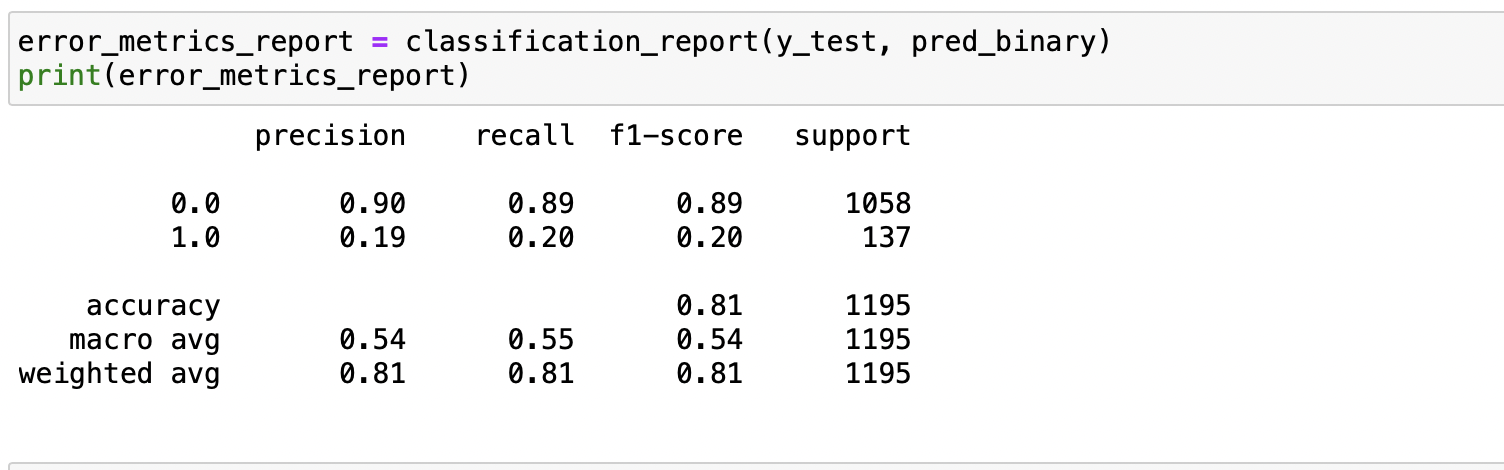 error_metrics_report = classification_report(y_test, pred_binary)
print(error_metrics_report)
precision recall f1-score support
0.0 0.90 0.89 0.89 1058
1.0 0.19 0.20 0.20 137
accuracy 0.81 1195
macro avg 0.54 0.55 0.54 1195
weighted avg 0.81 0.81 0.81 1195